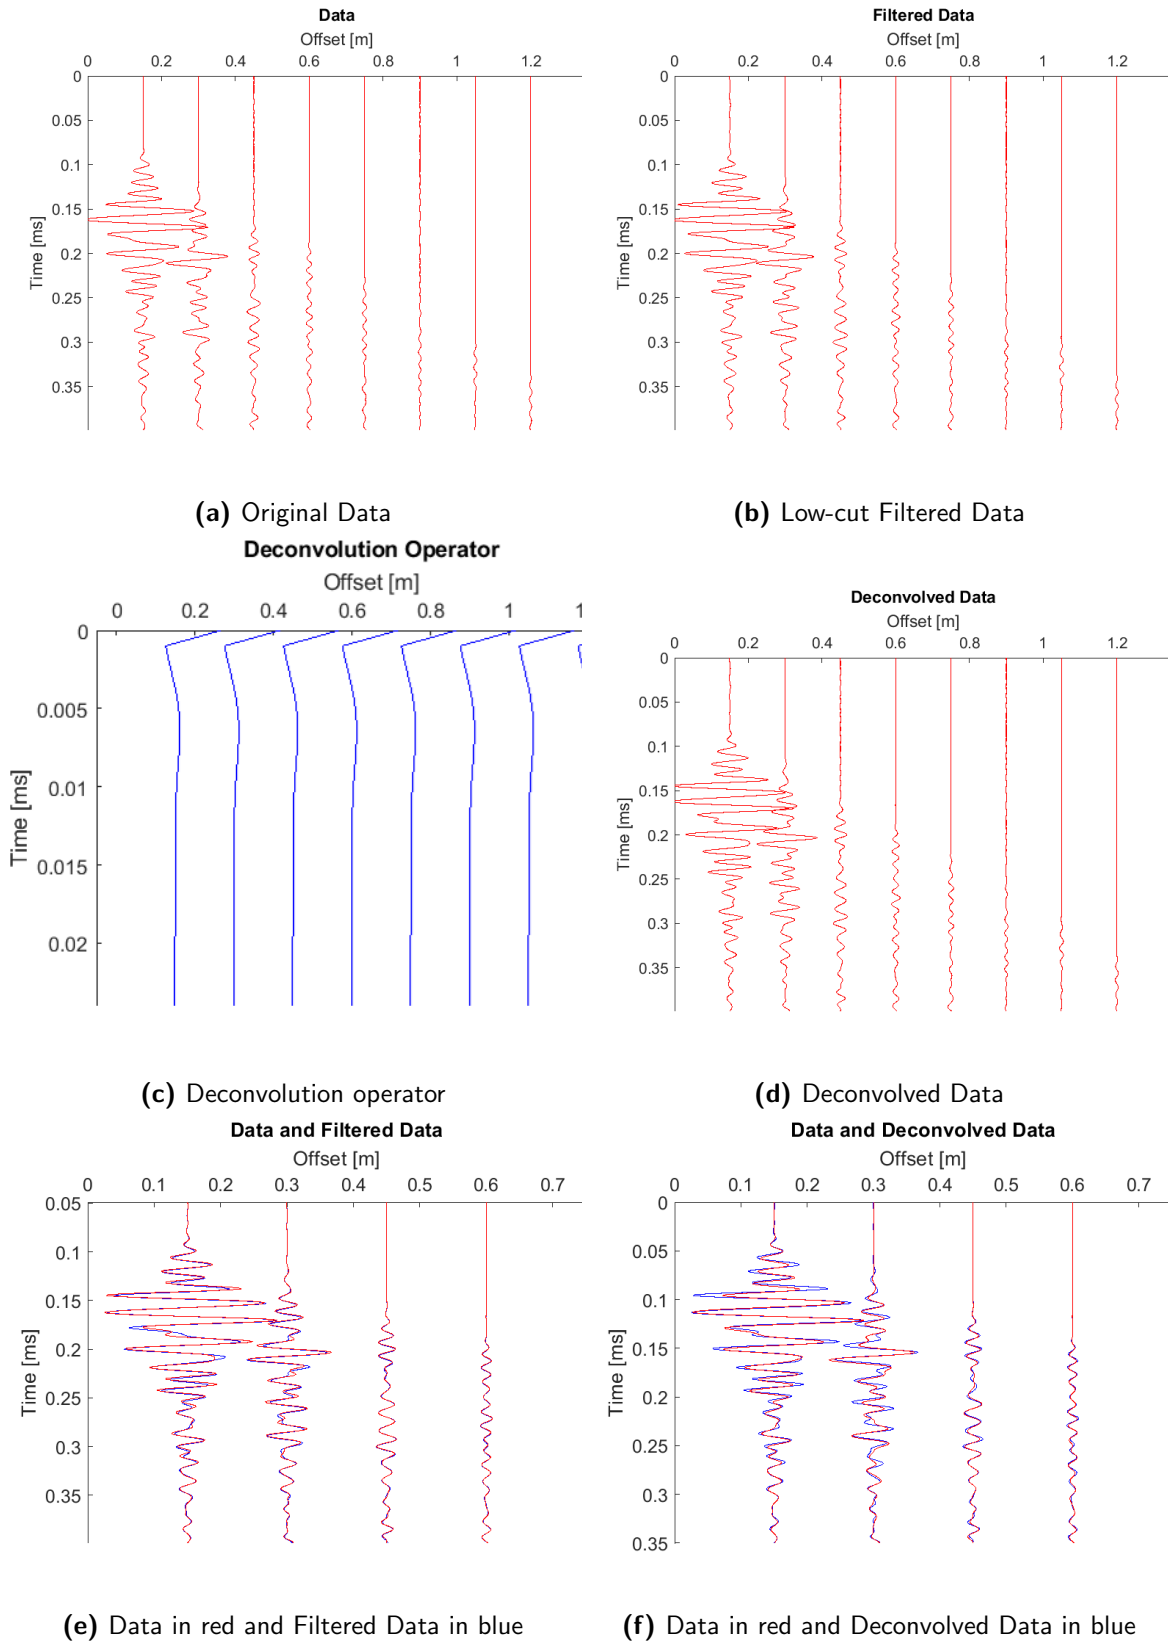 Data
Offset [m]
0 0.2 0.4 0.6 0.8 1 1.2
0
0.05
0.1
0.15
0.2
0.25
0.3
0.35
Time [ms]
(a) Original Data
Filtered Data
Offset [m]
0 0.2 0.4 0.6 0.8 1 1.2
0
0.05
0.1
0.15
0.2
0.25
0.3
0.35
Time [ms]
(b) Low-cut Filtered Data
Deconvolution Operator
Offset [m]
0 0.2 0.4 0.6 0.8 1 1
0
0.005
0.01
0.015
0.02
Time [ms]
(c) Deconvolution operator
Deconvolved Data
Offset [m]
0 0.2 0.4 0.6 0.8 1 1.2
0
0.05
0.1
0.15
0.2
0.25
0.3
0.35
Time [ms]
(d) Deconvolved Data
Data and Filtered Data
Offset [m]
0 0.1 0.2 0.3 0.4 0.5 0.6 0.7
0.05
0.1
0.15
0.2
0.25
0.3
0.35
Time [ms]
(e) Data in red and Filtered Data in blue
Data and Deconvolved Data
Offset [m]
0 0.1 0.2 0.3 0.4 0.5 0.6 0.7
0
0.05
0.1
0.15
0.2
0.25
0.3
0.35
Time [ms]
(f) Data in red and Deconvolved Data in blue